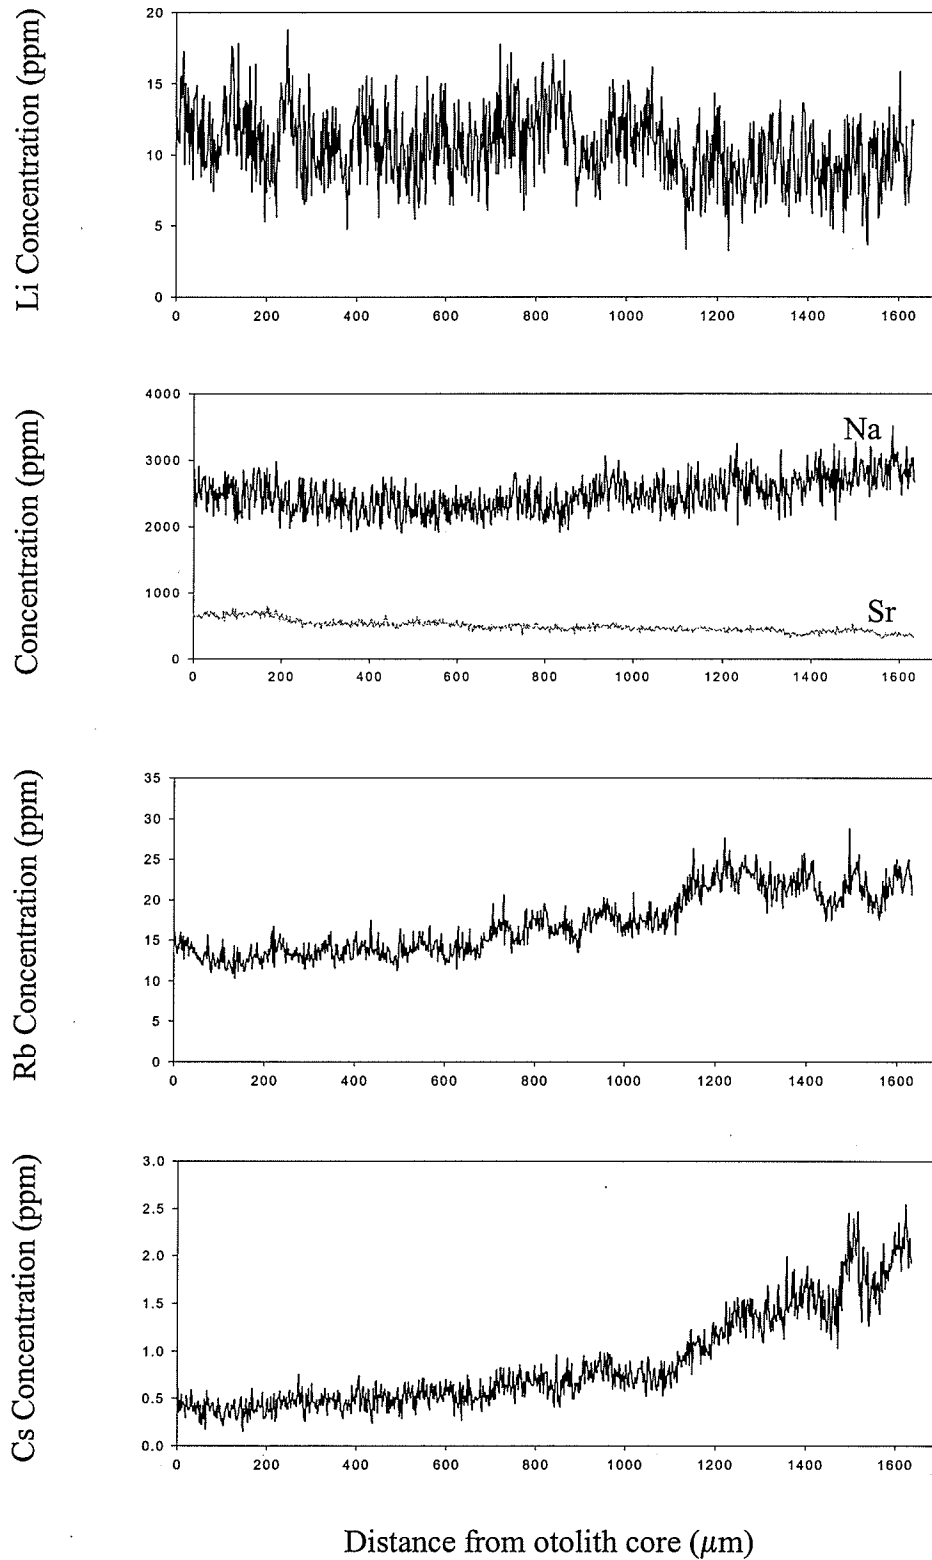 Li Concentration (ppm)
20
15
10
5
0
0 200 400 600 800 1000 1200 1400 1600
Concentration (ppm)
4000
3000
2000
1000
0
Na
Sr
0 200 400 600 800 1000 1200 1400 1600
Rb Concentration (ppm)
35
30
25
20
15
10
5
0
0 200 400 600 800 1000 1200 1400 1600
Cs Concentration (ppm)
3.0
2.5
2.0
1.5
1.0
0.5
0.0
0 200 400 600 800 1000 1200 1400 1600
Distance from otolith core (μm)